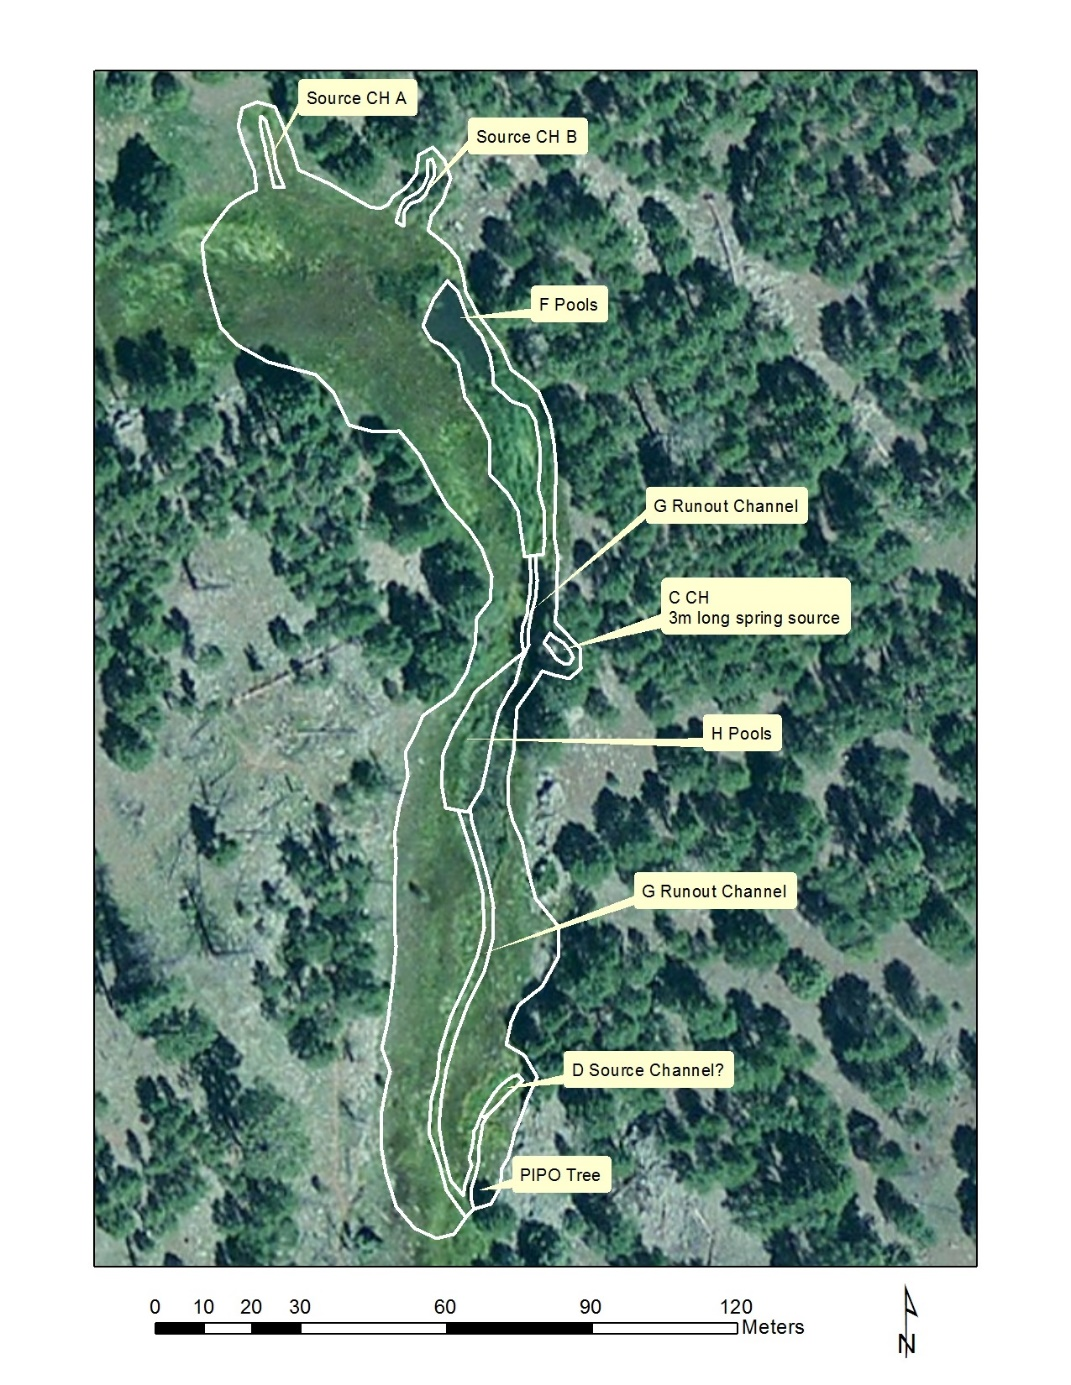 Source CH A
Source CH B
F Pools
G Runout Channel
C CH
3m long spring source
H Pools
G Runout Channel
D Source Channel?
PIPO Tree
0 10 20 30 60 90 120
Meters
N